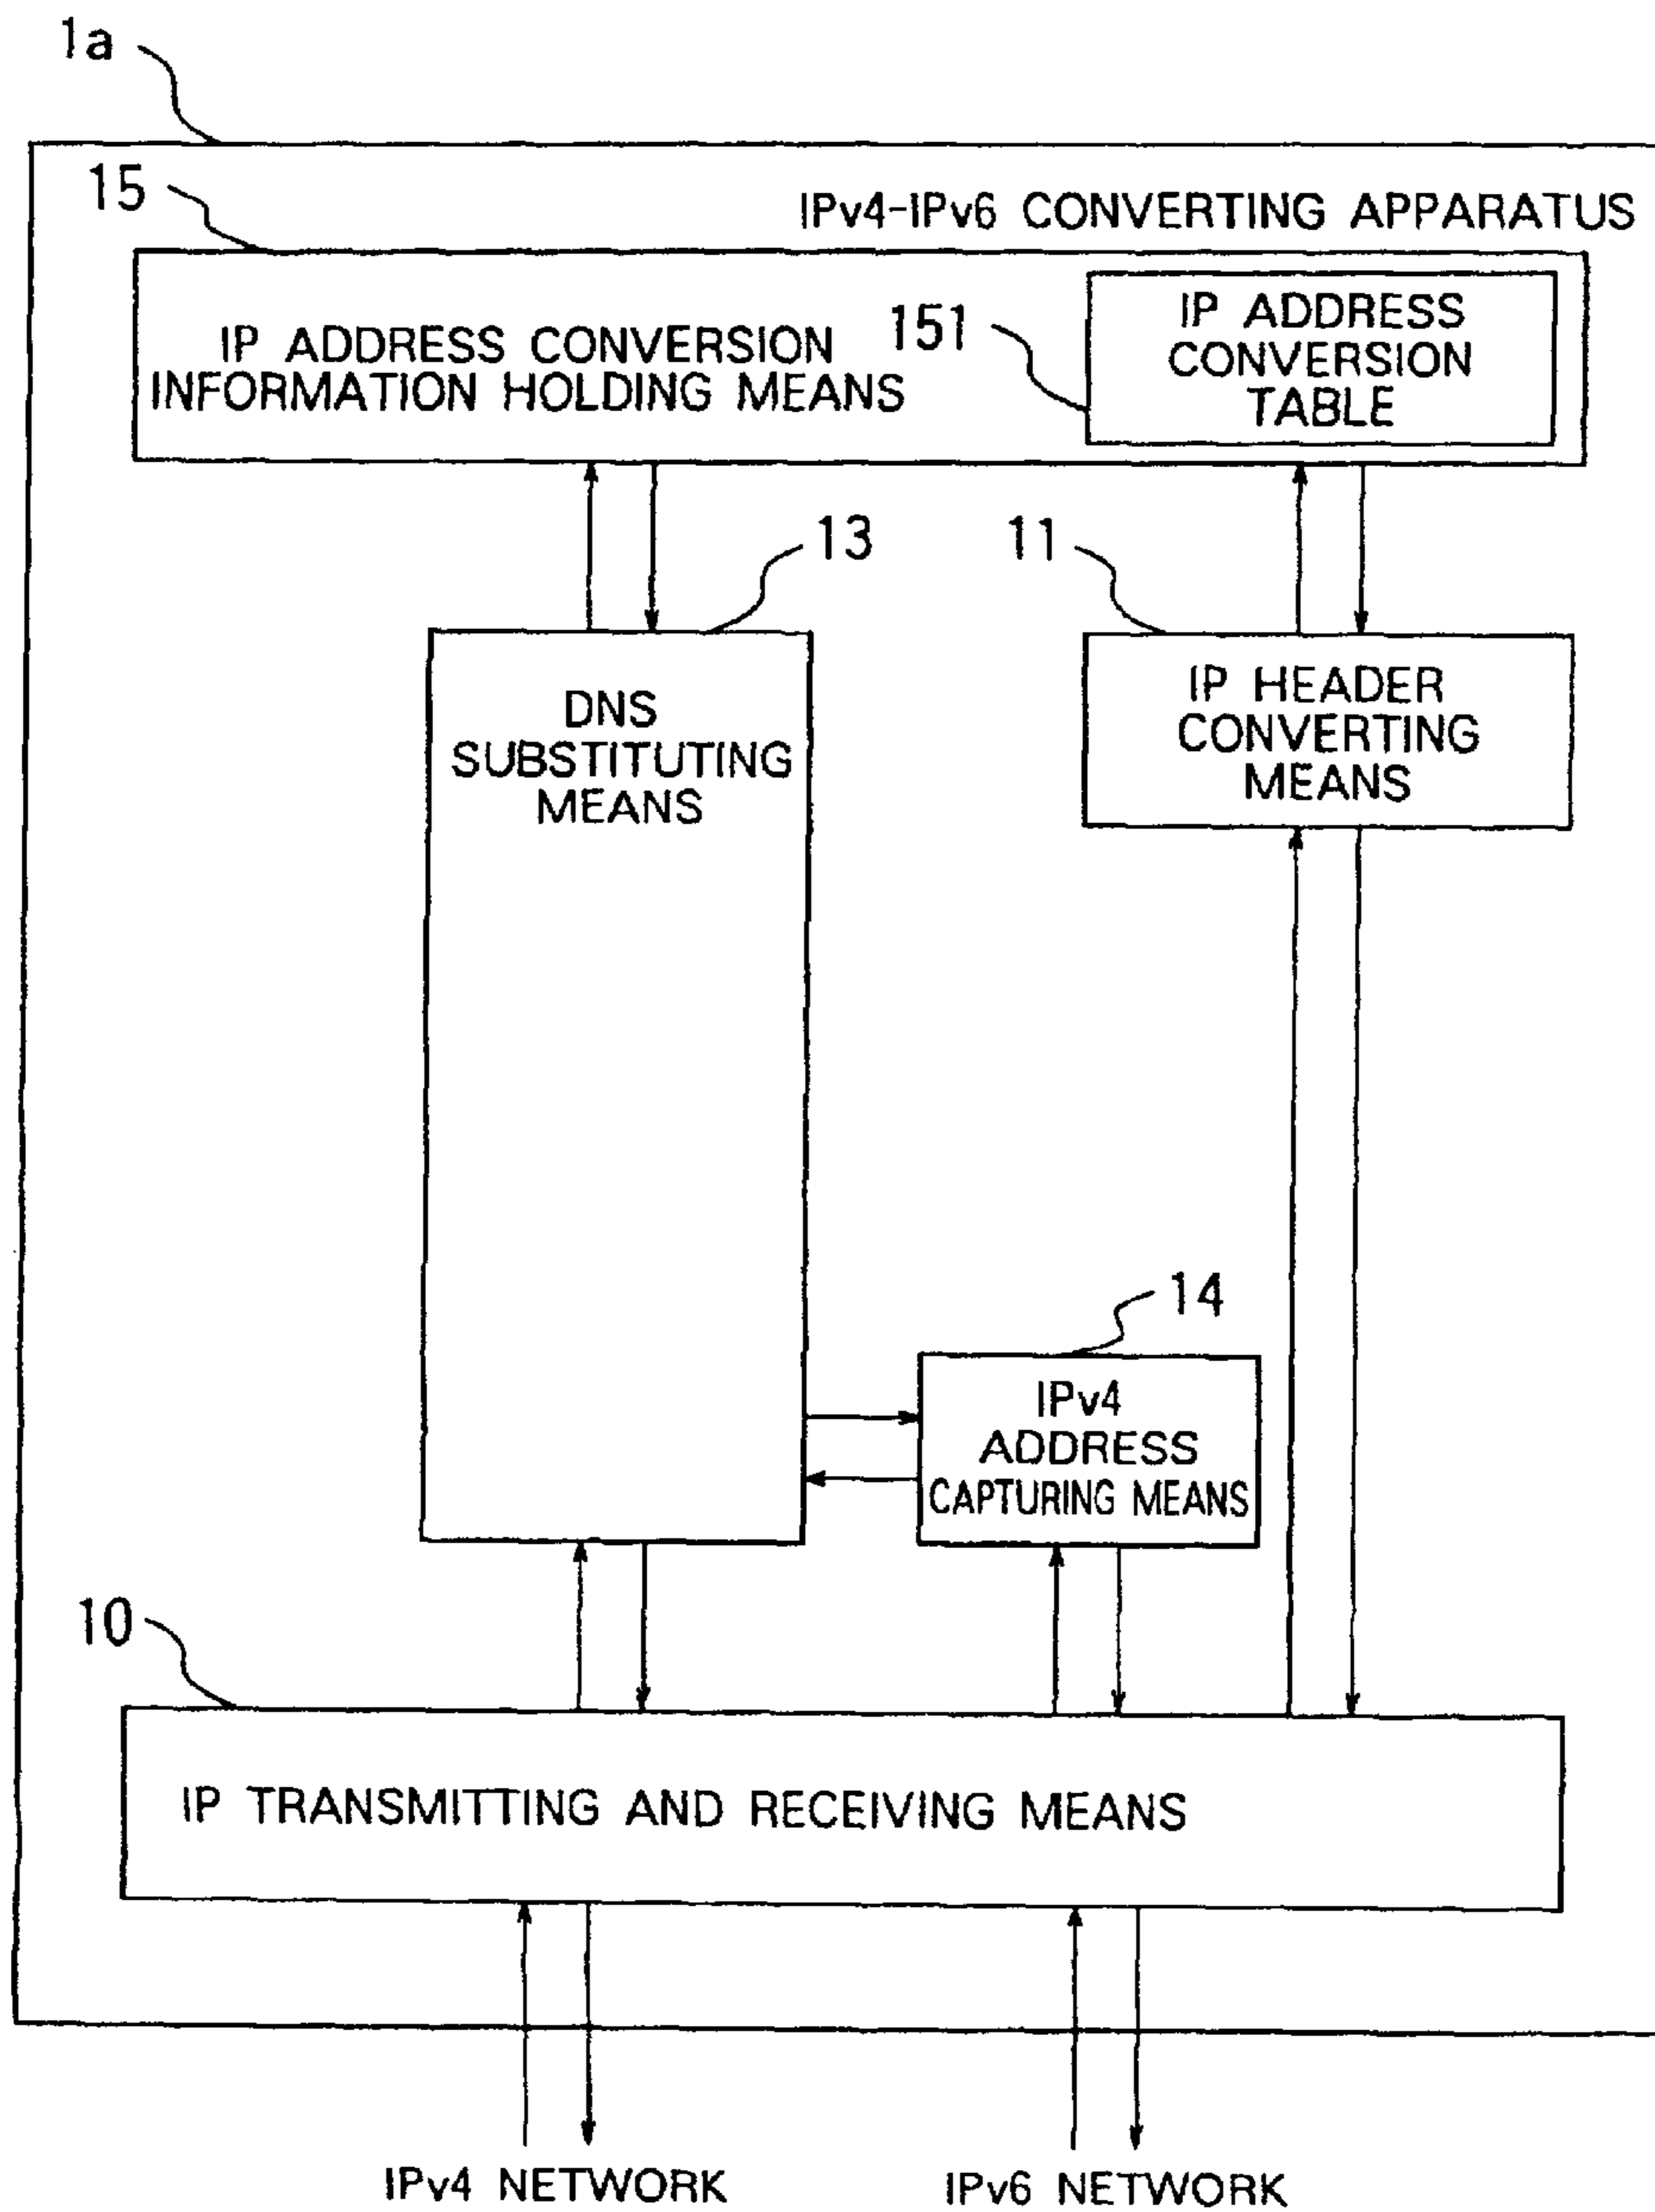 1a
15
IPv4-IPv6 CONVERTING APPARATUS
IP ADDRESS CONVERSION
INFORMATION HOLDING MEANS
151
IP ADDRESS
CONVERSION
TABLE
13
11
DNS
SUBSTITUTING
MEANS
IP HEADER
CONVERTING
MEANS
14
IPv4
ADDRESS
CAPTURING MEANS
10
IP TRANSMITTING AND RECEIVING MEANS
IPv4 NETWORK
IPv6 NETWORK